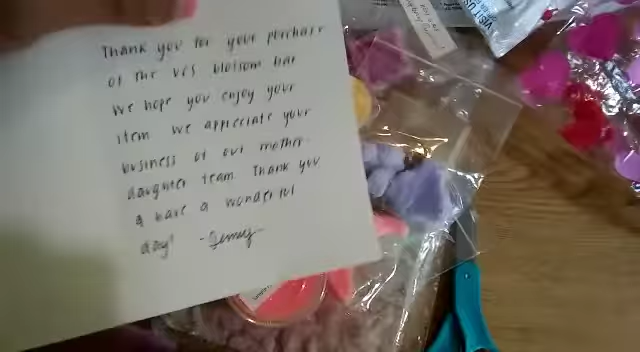 Thank you for your purchase
of the VCS blossom bar
we hope you enjoy your
item we appreciate your
business of our mother-
daughter team. Thank you
& have a wonderful
day!